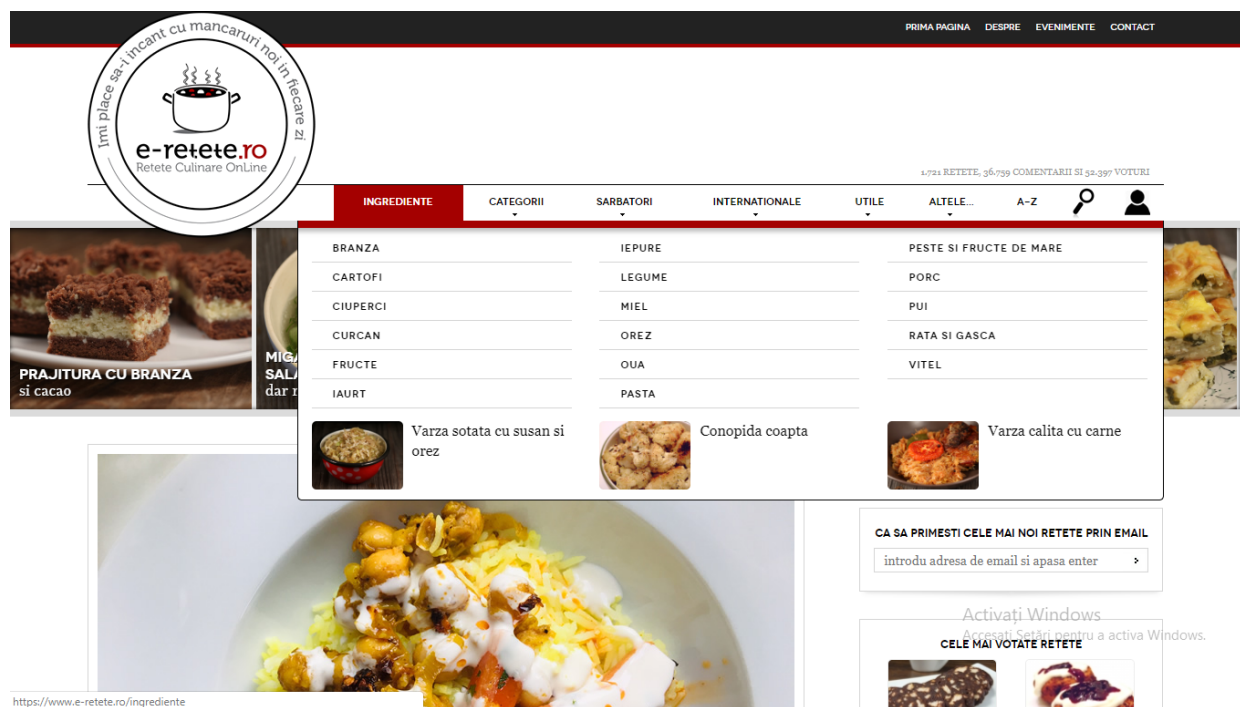 PRIMA PAGINA DESPRE EVENIMENTE CONTACT
Imi place sa-i incant cu mancaruri noi in fiecare zi
e-retete.ro
Retete Culinare OnLine
1.721 RETETE, 36.759 COMENTARII SI 52.397 VOTURI
INGREDIENTE CATEGORII SARBATORI INTERNATIONALE UTILE ALTELE... A-Z
BRANZA IEPURE PESTE SI FRUCTE DE MARE
CARTOFI LEGUME PORC
CIUPERCI MIEL PUI
CURCAN OREZ RATA SI GASCA
FRUCTE OUA VITEL
IAURT PASTA
PRAJITURA CU BRANZA
si cacao
dar
Varza sotata cu susan si
orez
Conopida coapta
Varza calita cu carne
CA SA PRIMESTI CELE MAI NOI RETETE PRIN EMAIL
introdu adresa de email si apasa enter
Activați Windows
Accesați Setări pentru a activa Windows.
CELE MAI VOTATE RETETE
https://www.e-retete.ro/ingrediente